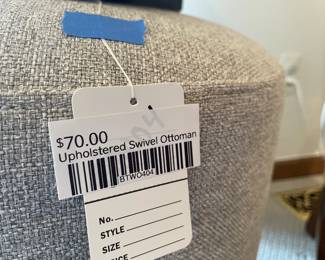 $70.00
Upholstered Swivel Ottoman
BTWO404
No.
STYLE
SIZE